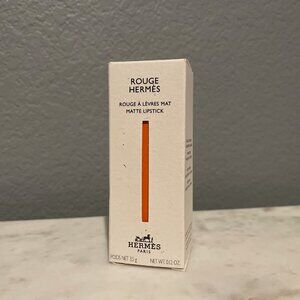 ROUGE
HERMÈS
ROUGE À LÈVRES MAT
MATTE LIPSTICK
HERMÈS
PARIS
POIDS NET 3.5 g NET WT. 0.12 OZ.